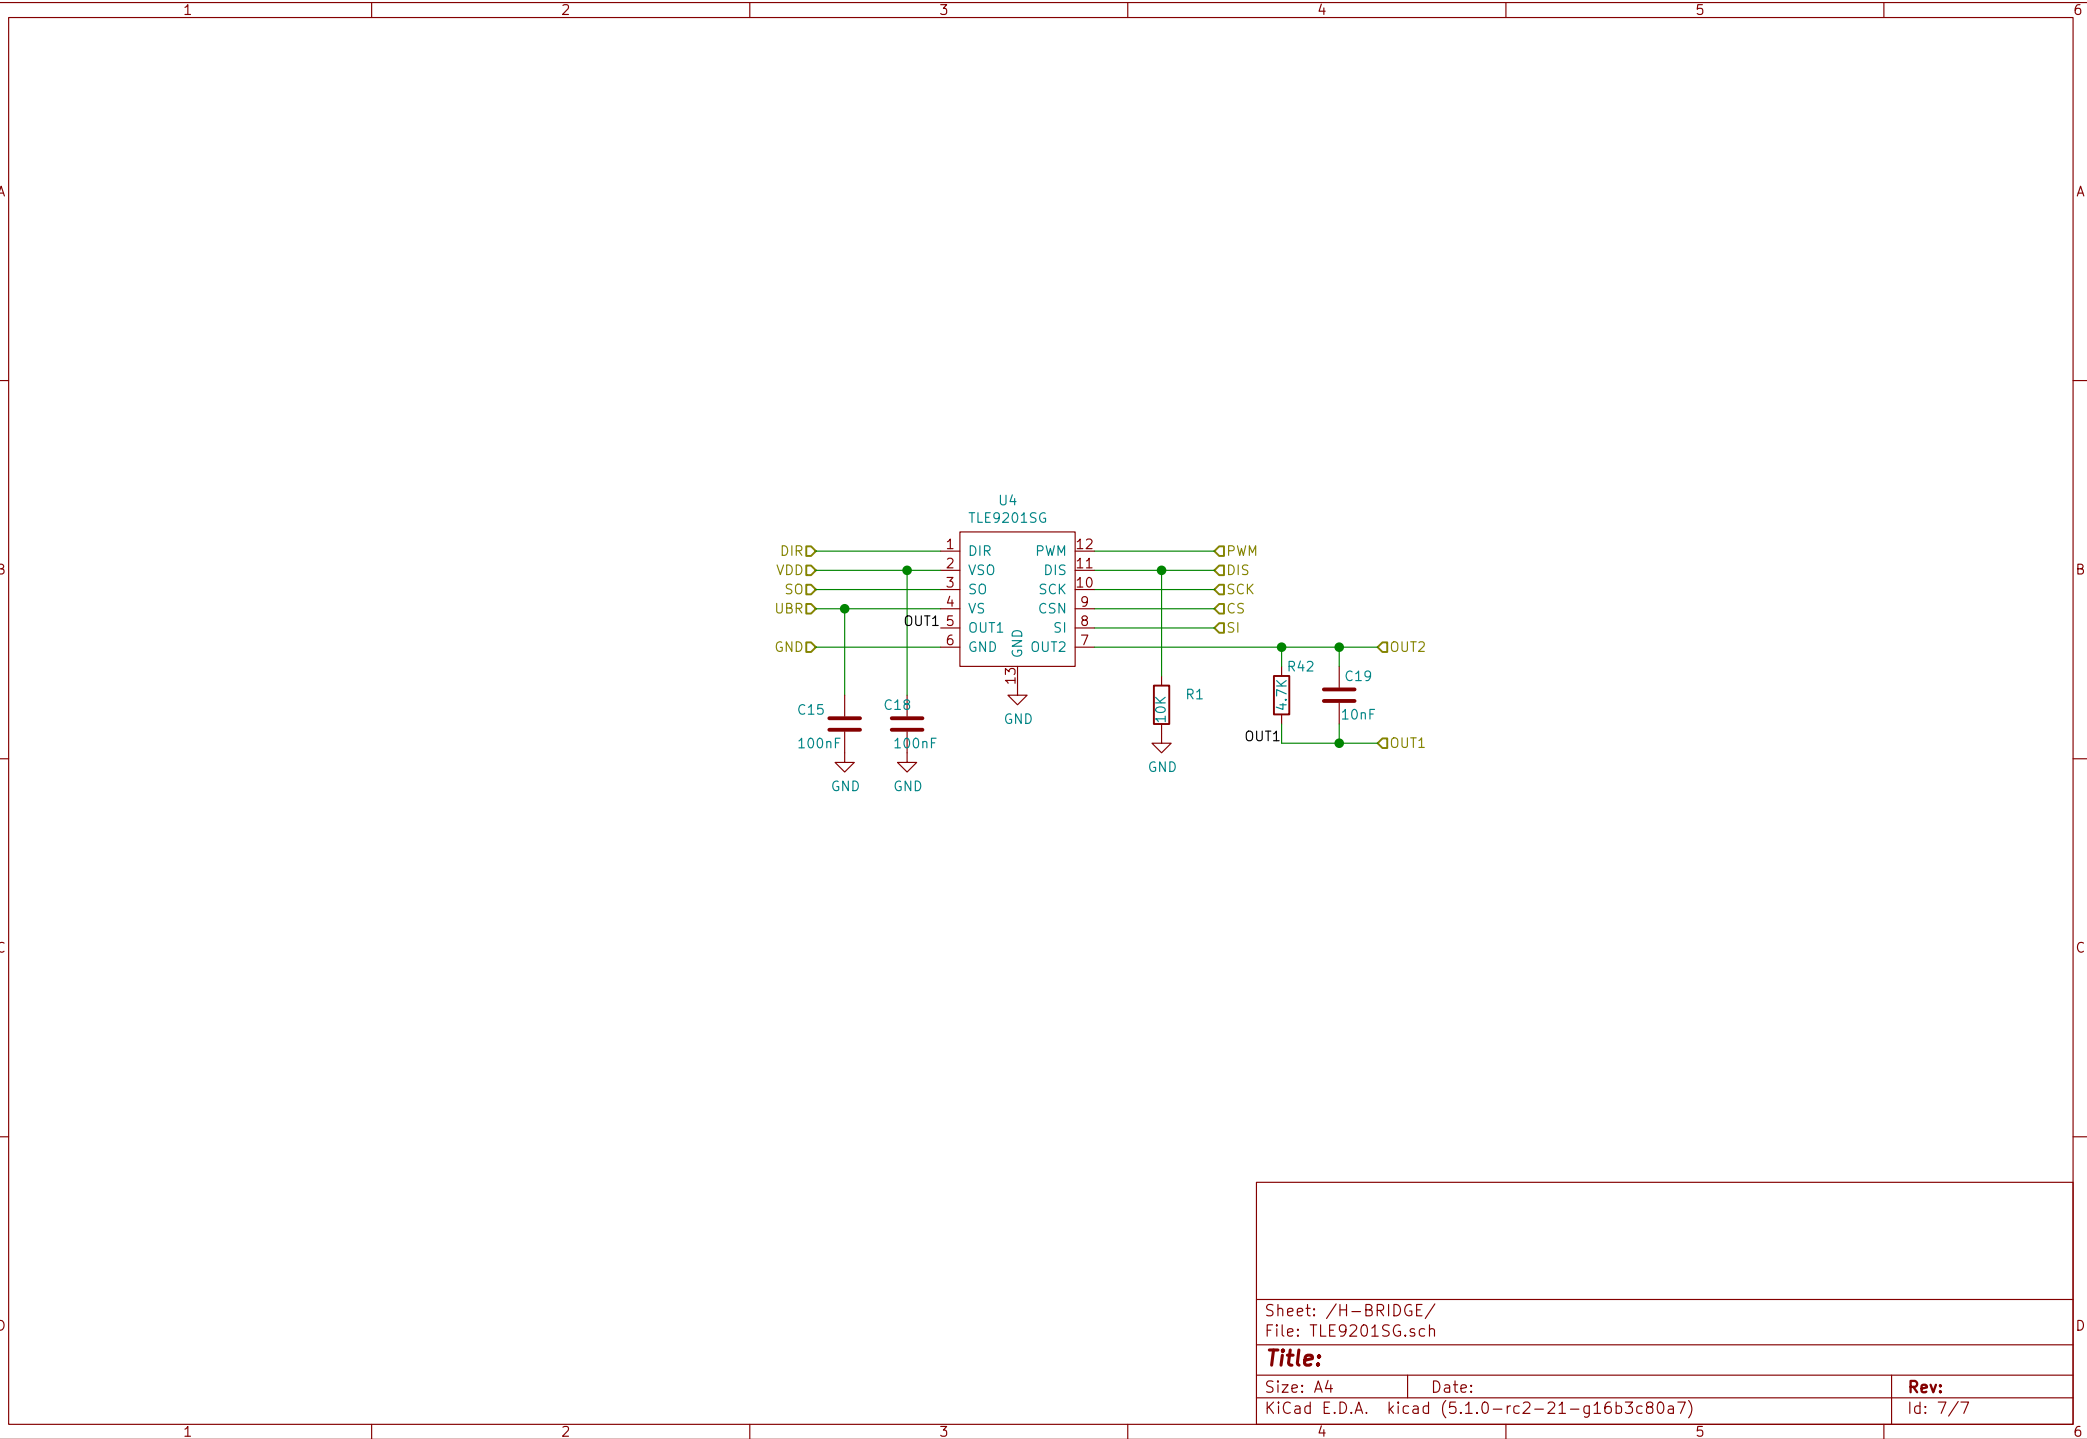 1 2 3 4 5 6
A A
B B
C C
D D
U4
TLE9201SG
DIR 1 DIR PWM 12 PWM
VDD 2 VSO DIS 11 DIS
SO 3 SO SCK 10 SCK
UBR 4 VS CSN 9 CS
OUT1 5 OUT1 SI 8 SI
GND 6 GND GND OUT2 7 OUT2
13
GND
C15
100nF
GND
C18
100nF
GND
R1
10K
GND
R42
4.7K
C19
10nF
OUT1 OUT1
Sheet: /H-BRIDGE/
File: TLE9201SG.sch
Title:
Size: A4 Date: Rev:
KiCad E.D.A. kicad (5.1.0-rc2-21-g16b3c80a7) Id: 7/7
1 2 3 4 5 6